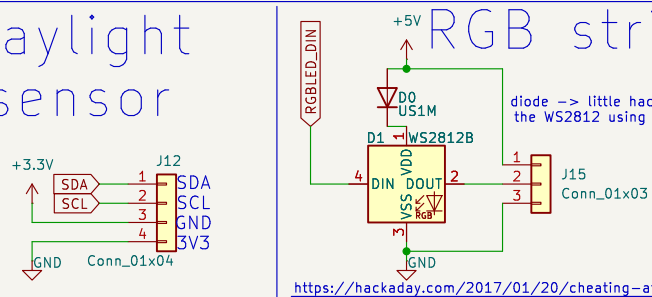 aylight
sensor
+3.3V
J12
SDA
SCL
1
2
3
4
SDA
SCL
GND
3V3
GND
Conn_01x04
RGB stri
+5V
RGBLED_DIN
D0
US1M
diode -> little hac
the WS2812 using
D1
1
WS2812B
VDD
4
DIN
DOUT
2
VSS
RGB
3
GND
1
2
3
J15
Conn_01x03
https://hackaday.com/2017/01/20/cheating-a